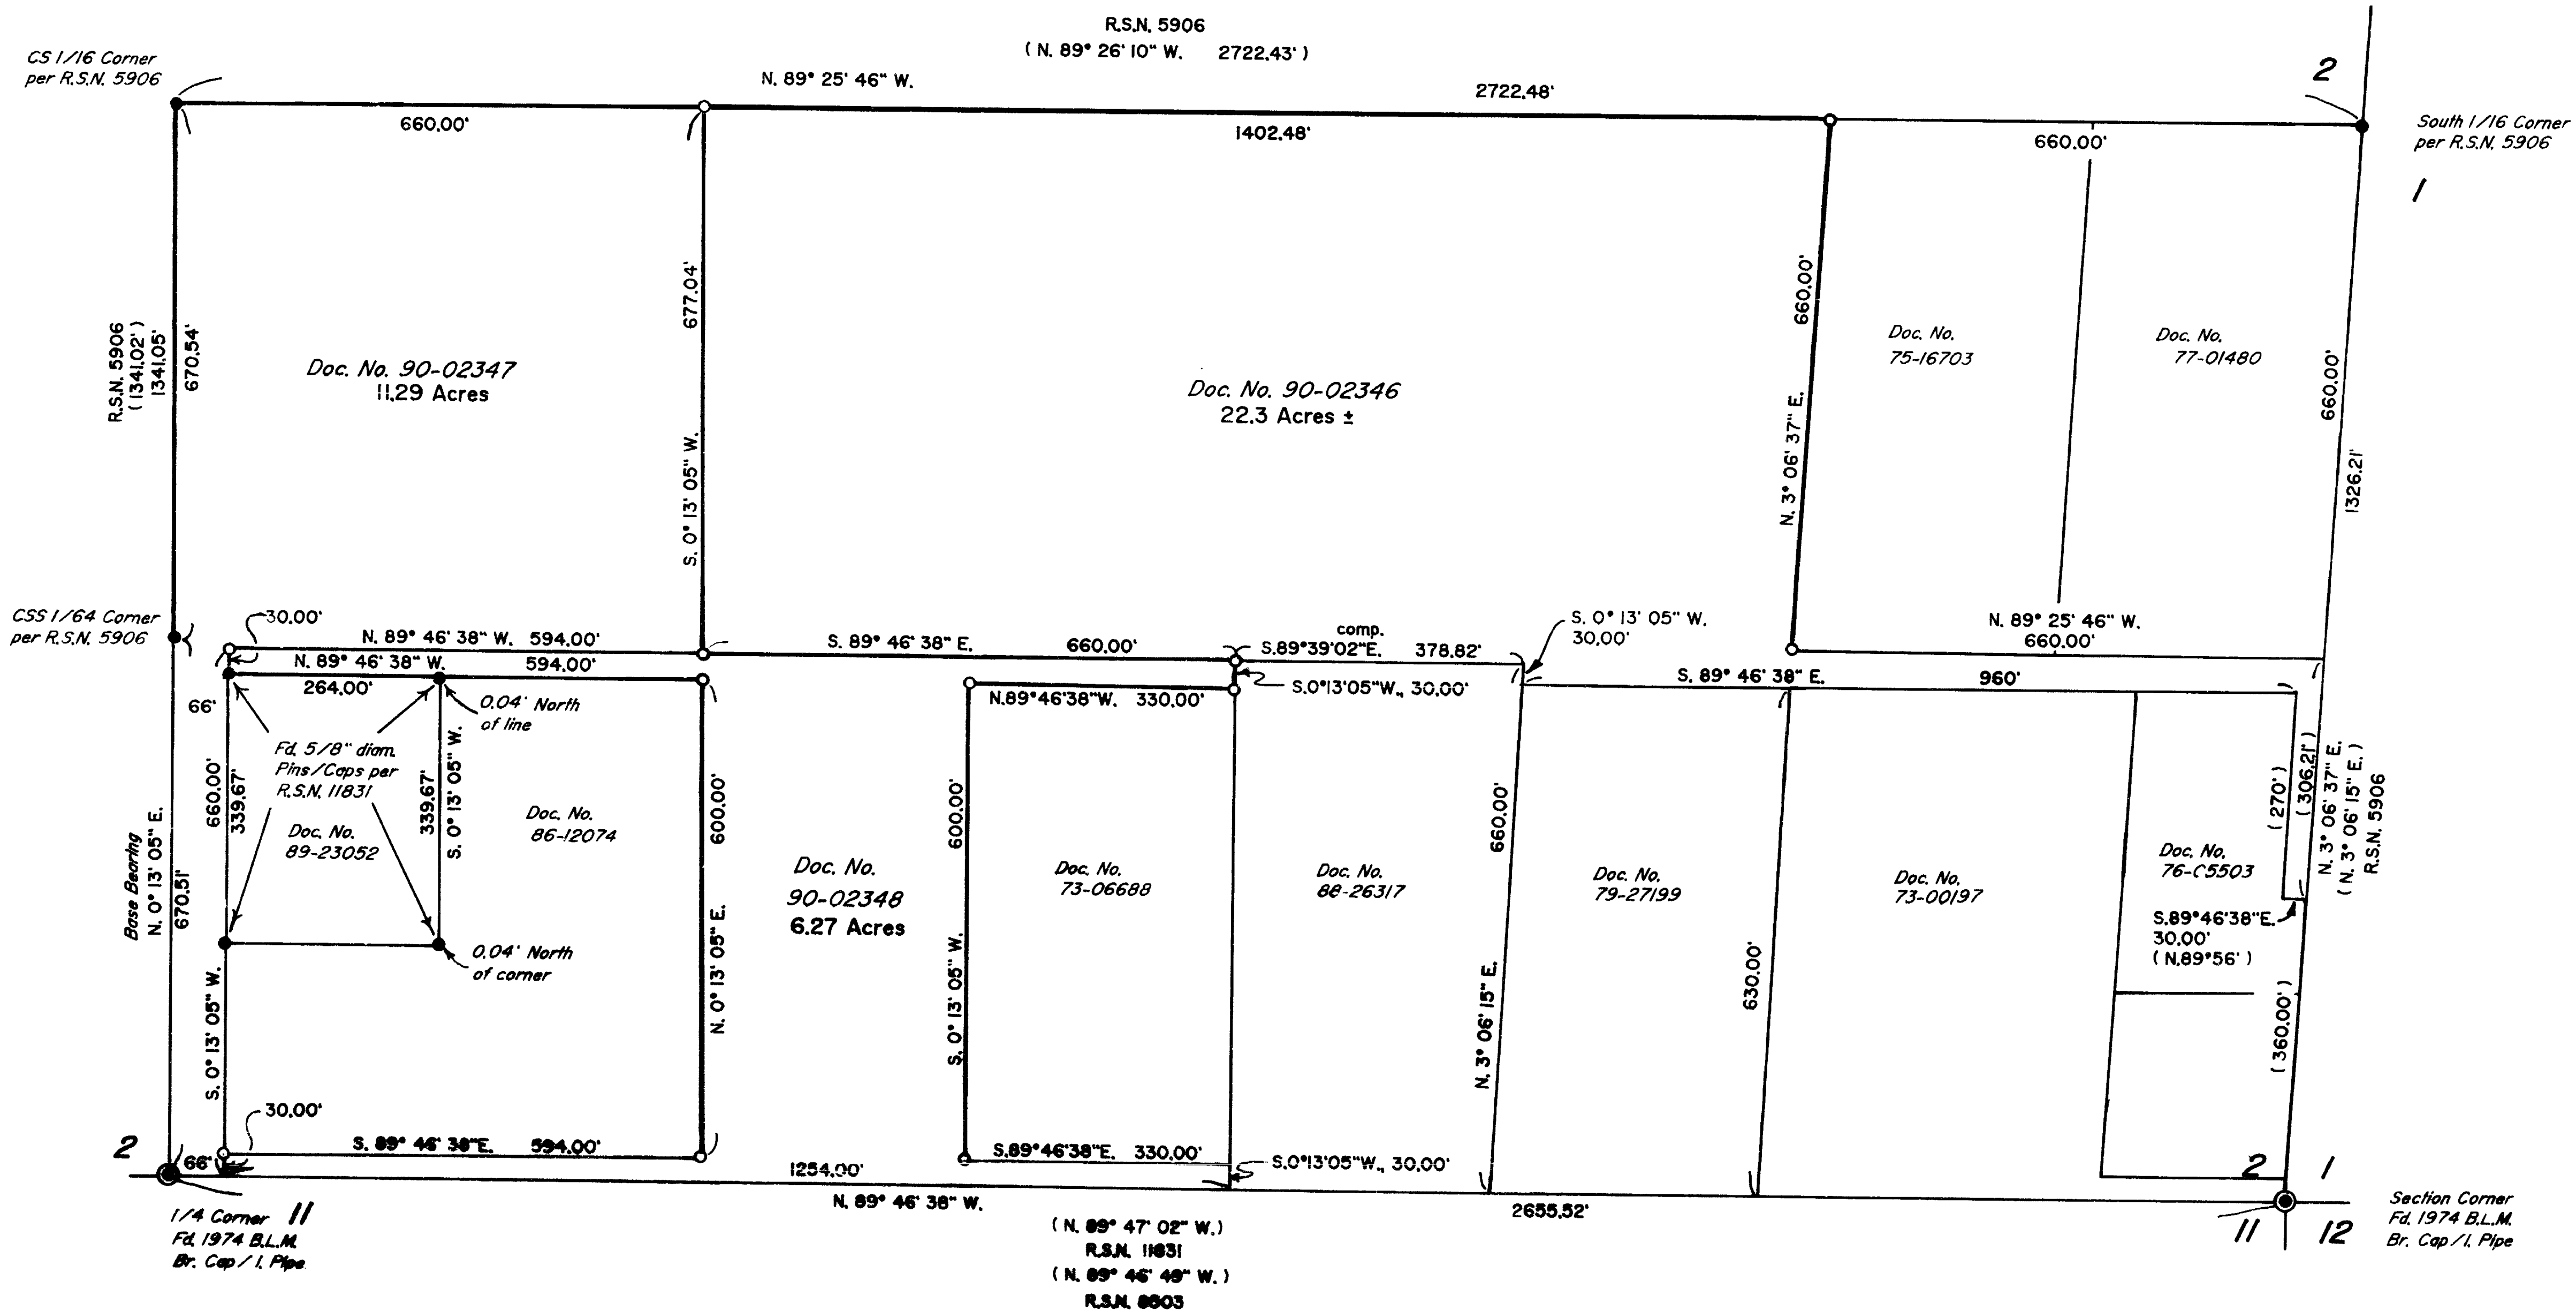 R.S.N. 5906
( N. 89° 26' 10" W. 2722.43' )
CS 1/16 Corner
per R.S.N. 5906
N. 89° 25' 46" W.
2722.48'
2
660.00'
1402.48'
660.00'
South 1/16 Corner
per R.S.N. 5906
1
R.S.N. 5906
( 1341.02' )
1341.05'
670.54'
677.04'
S. 0° 13' 05" W.
Doc. No. 90-02347
11.29 Acres
Doc. No. 90-02346
22.3 Acres ±
660.00'
N. 3° 06' 37" E.
Doc. No.
75-16703
Doc. No.
77-01480
660.00'
1326.21'
CSS 1/64 Corner
per R.S.N. 5906
30.00'
N. 89° 46' 38" W. 594.00'
N. 89° 46' 38" W. 594.00'
264.00'
S. 89° 46' 38" E. 660.00'
comp.
S.89°39'02"E. 378.82'
S. 0° 13' 05" W.
30.00'
N. 89° 25' 46" W.
660.00'
S. 89° 46' 38" E. 960'
N.89°46'38"W. 330.00'
S.0°13'05"W., 30.00'
66'
0.04' North
of line
Fd. 5/8" diam.
Pins/Caps per
R.S.N. 11831
660.00'
339.67'
339.67'
S. 0° 13' 05" W.
Doc. No.
89-23052
Doc. No.
86-12074
600.00'
N. 0° 13' 05" E.
Doc. No.
90-02348
6.27 Acres
600.00'
S. 0° 13' 05" W.
Doc. No.
73-06688
Doc. No.
88-26317
660.00'
N. 3° 06' 15" E.
Doc. No.
79-27199
630.00'
Doc. No.
73-00197
Doc. No.
76-C5503
( 270' )
( 306.21' )
N. 3° 06' 37" E.
( N. 3° 06' 15" E. )
R.S.N. 5906
S.89°46'38"E.
30.00'
( N.89°56' )
( 360.00' )
Base Bearing
N. 0° 13' 05" E.
670.51'
S. 0° 13' 05" W.
0.04' North
of corner
30.00'
S. 89° 46' 38"E. 594.00'
S.89°46'38"E. 330.00'
S.0°13'05"W., 30.00'
2
66'
1254.00'
N. 89° 46' 38" W.
2655.52'
2
1
11
12
1/4 Corner 11
Fd. 1974 B.L.M.
Br. Cap / I. Pipe
( N. 89° 47' 02" W.)
R.S.N. 11831
( N. 89° 46' 49" W. )
R.S.N. 8603
Section Corner
Fd. 1974 B.L.M.
Br. Cap / I. Pipe